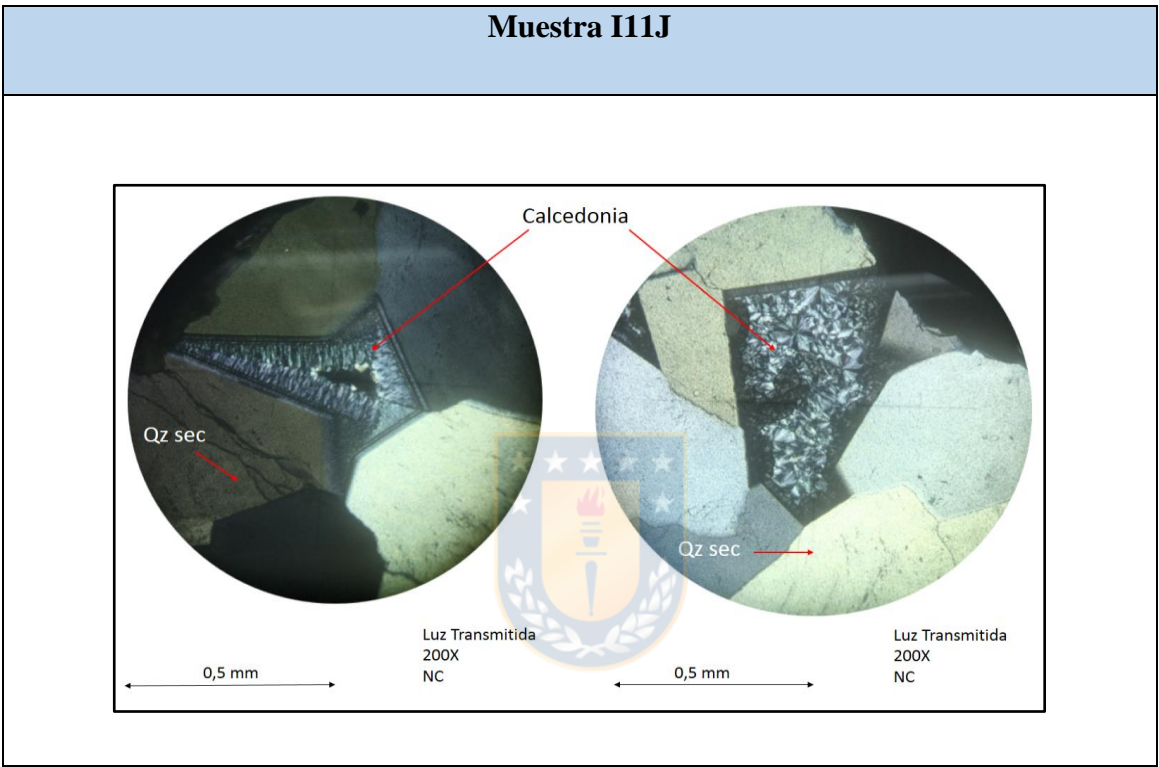 Muestra I11J
Calcedonia
Qz sec
Qz sec
Luz Transmitida
200X
NC
0,5 mm
Luz Transmitida
200X
NC
0,5 mm